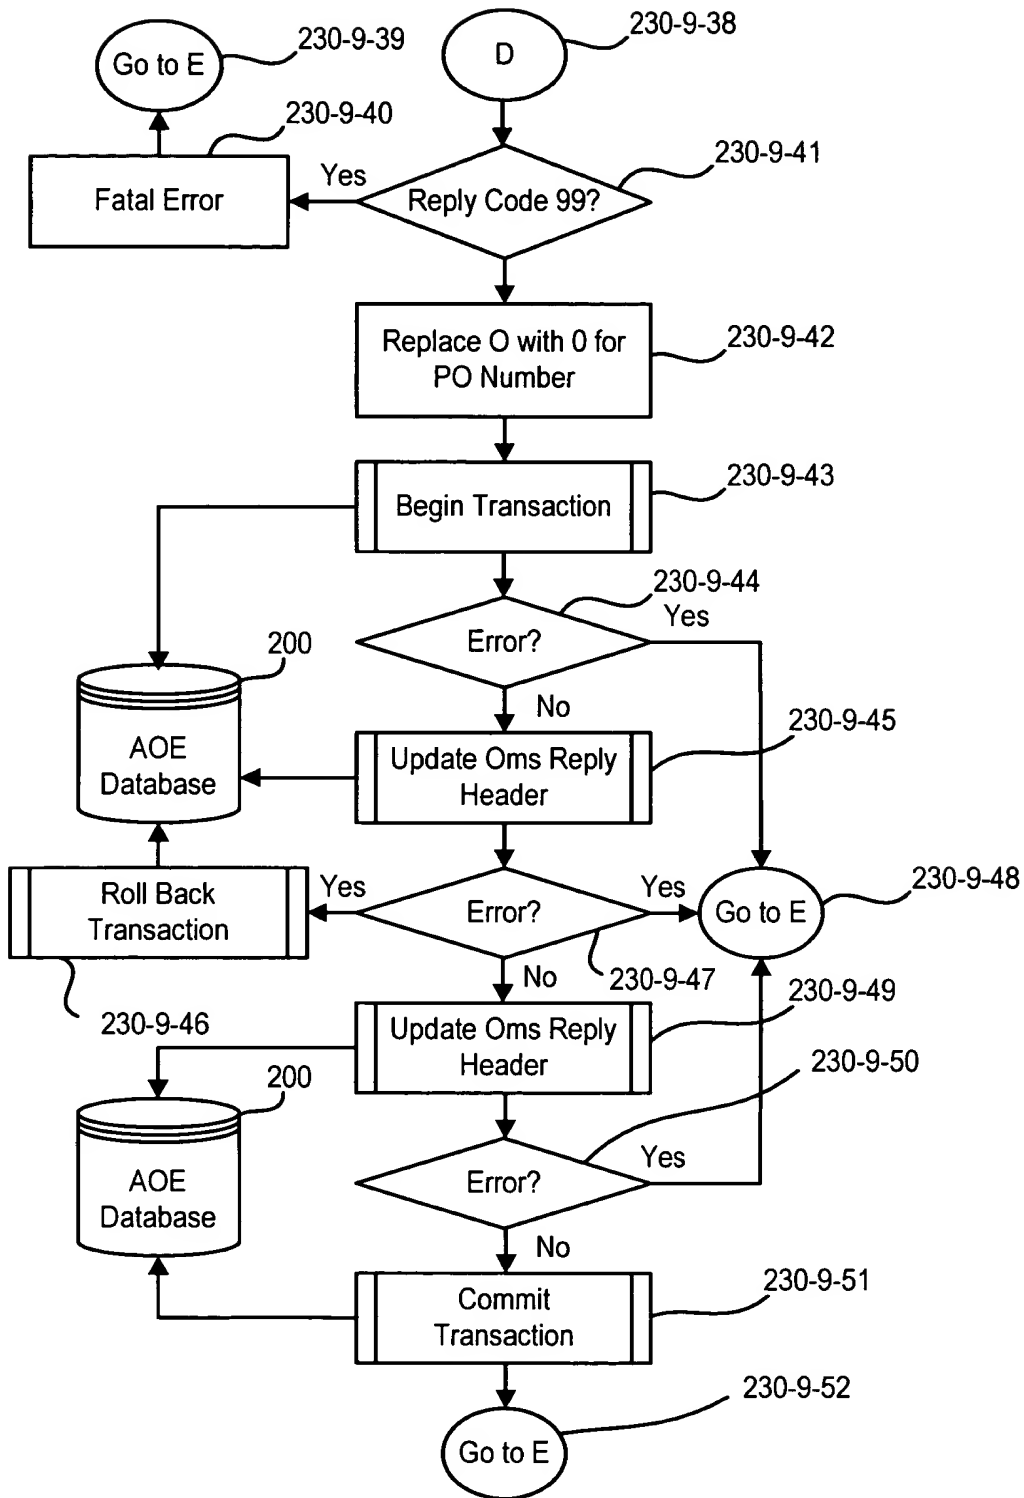 230-9-39
Go to E
230-9-38
D
230-9-40
Fatal Error
Yes
230-9-41
Reply Code 99?
Replace O with 0 for
PO Number
230-9-42
Begin Transaction
230-9-43
230-9-44
Yes
Error?
No
200
AOE
Database
Update Oms Reply
Header
230-9-45
Roll Back
Transaction
Yes
Error?
Yes
Go to E
230-9-48
230-9-47
No
230-9-46
Update Oms Reply
Header
230-9-49
200
AOE
Database
230-9-50
Error?
Yes
No
Commit
Transaction
230-9-51
230-9-52
Go to E